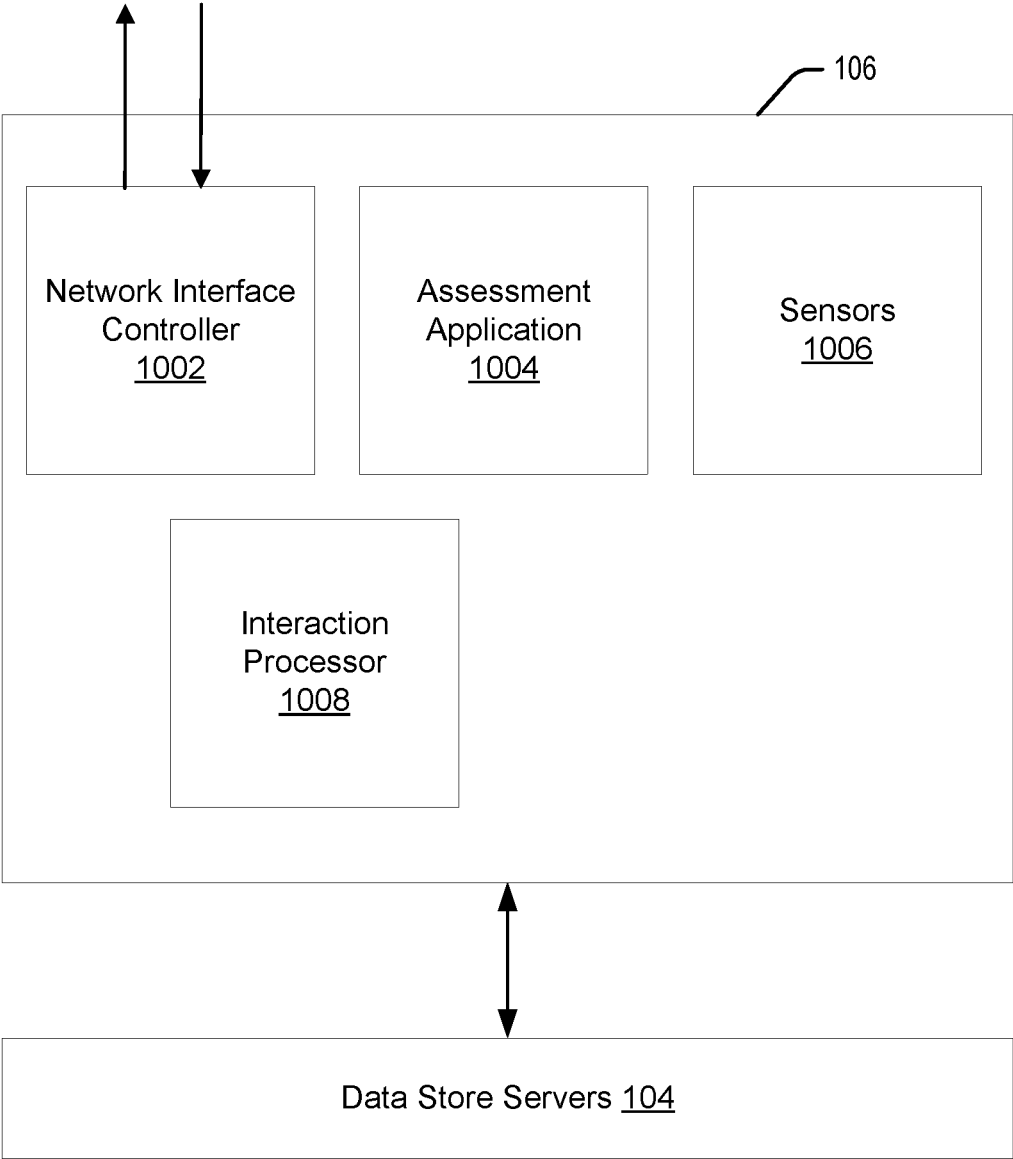 106
Network Interface
Controller
1002
Assessment
Application
1004
Sensors
1006
Interaction
Processor
1008
Data Store Servers 104